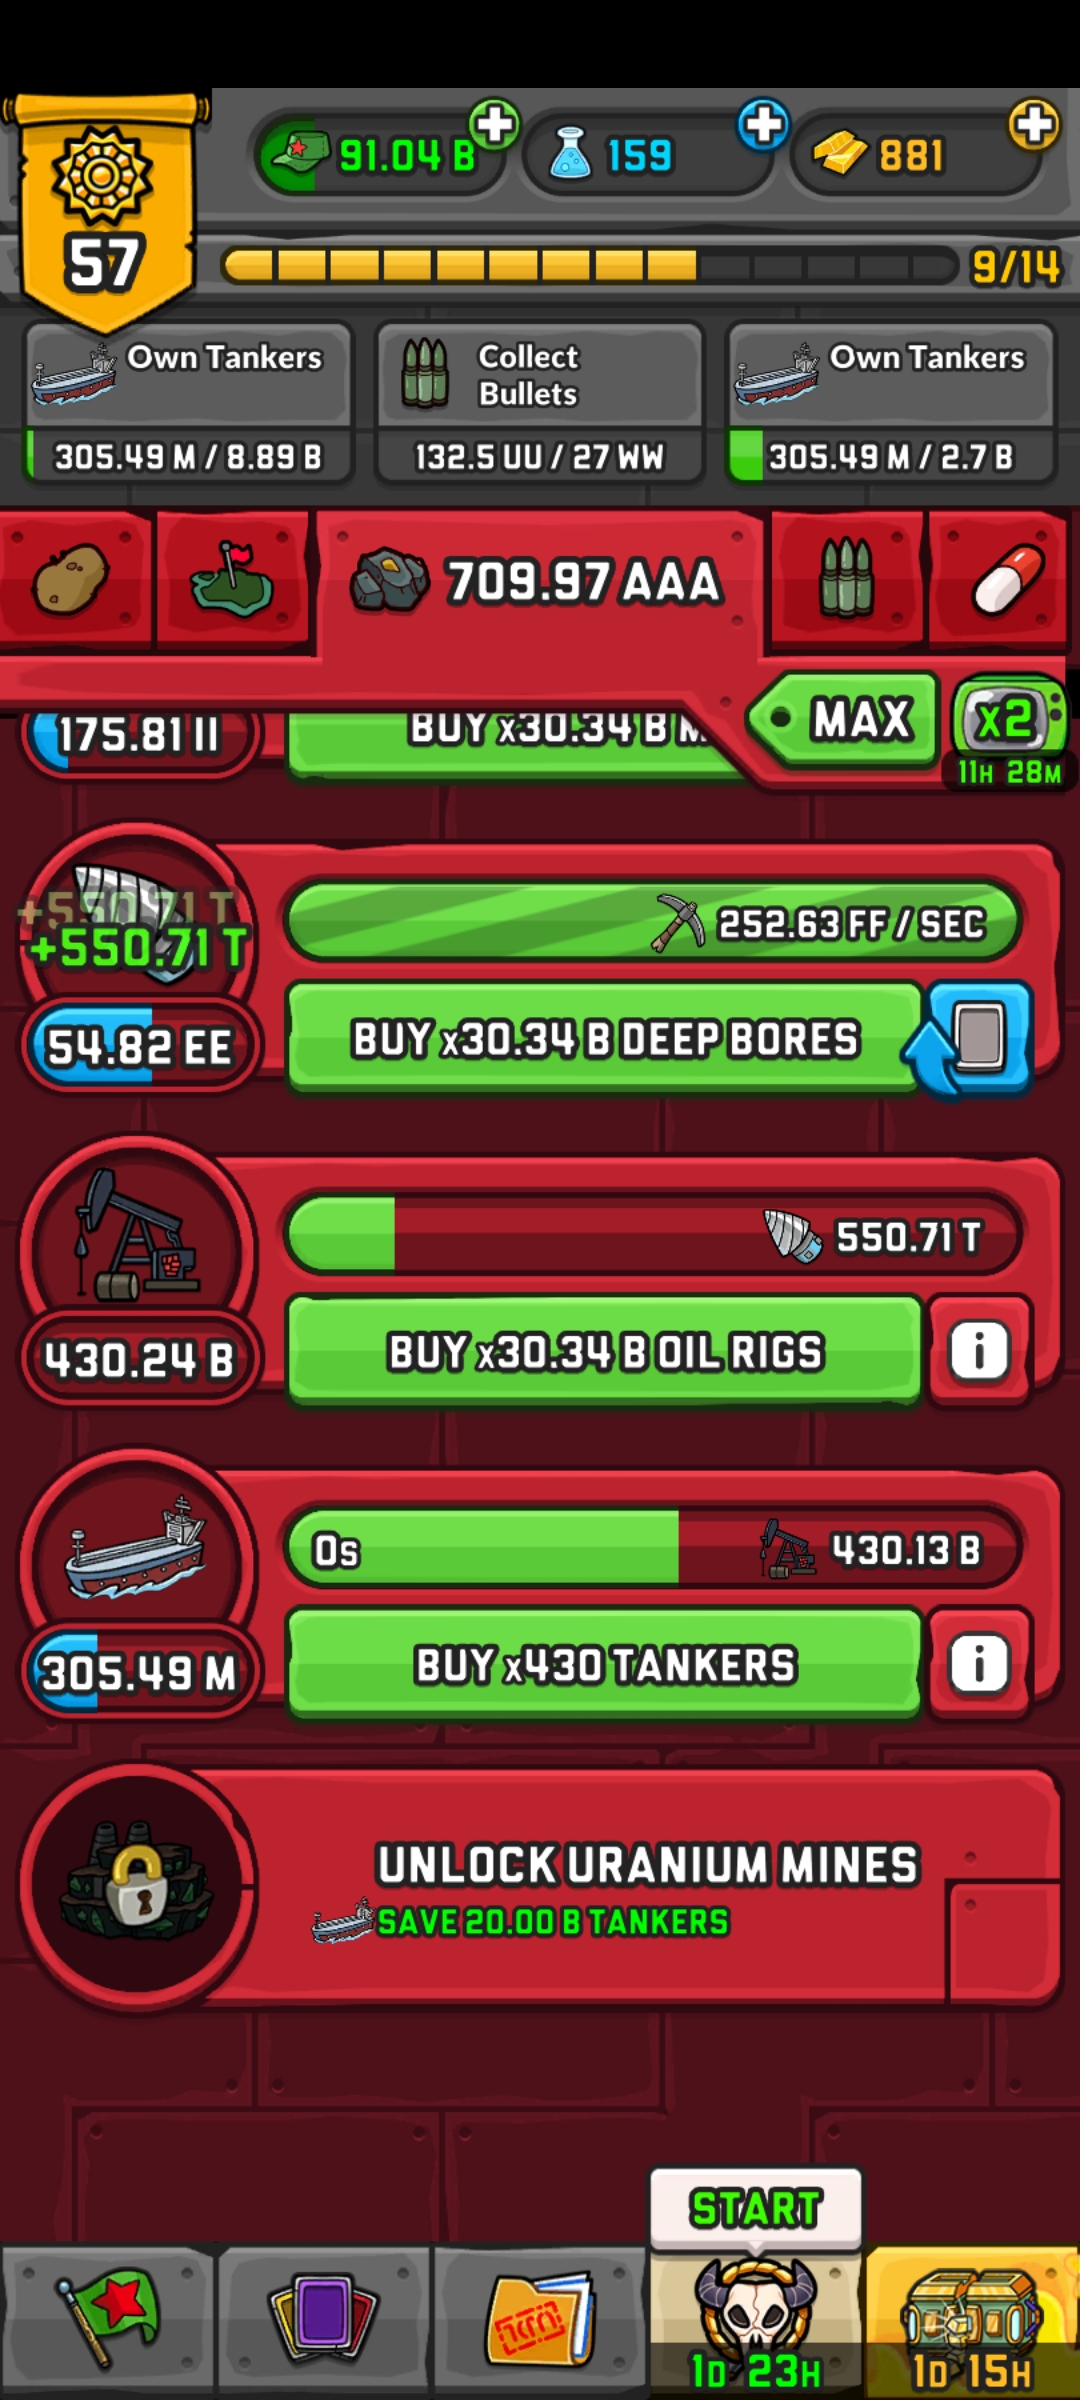 91.04 B
159
881
57
9/14
Own Tankers
305.49 M / 8.89 B
Collect
Bullets
132.5 UU / 27 WW
Own Tankers
305.49 M / 2.7 B
709.97 AAA
MAX
x2
11H 28M
175.81 II
BUY x30.34 B M
+550.71 T
+550.71 T
252.63 FF / SEC
54.82 EE
BUY x30.34 B DEEP BORES
550.71 T
430.24 B
BUY x30.34 B OIL RIGS
i
0s
430.13 B
305.49 M
BUY x430 TANKERS
i
UNLOCK URANIUM MINES
SAVE 20.00 B TANKERS
START
1D 23H
1D 15H